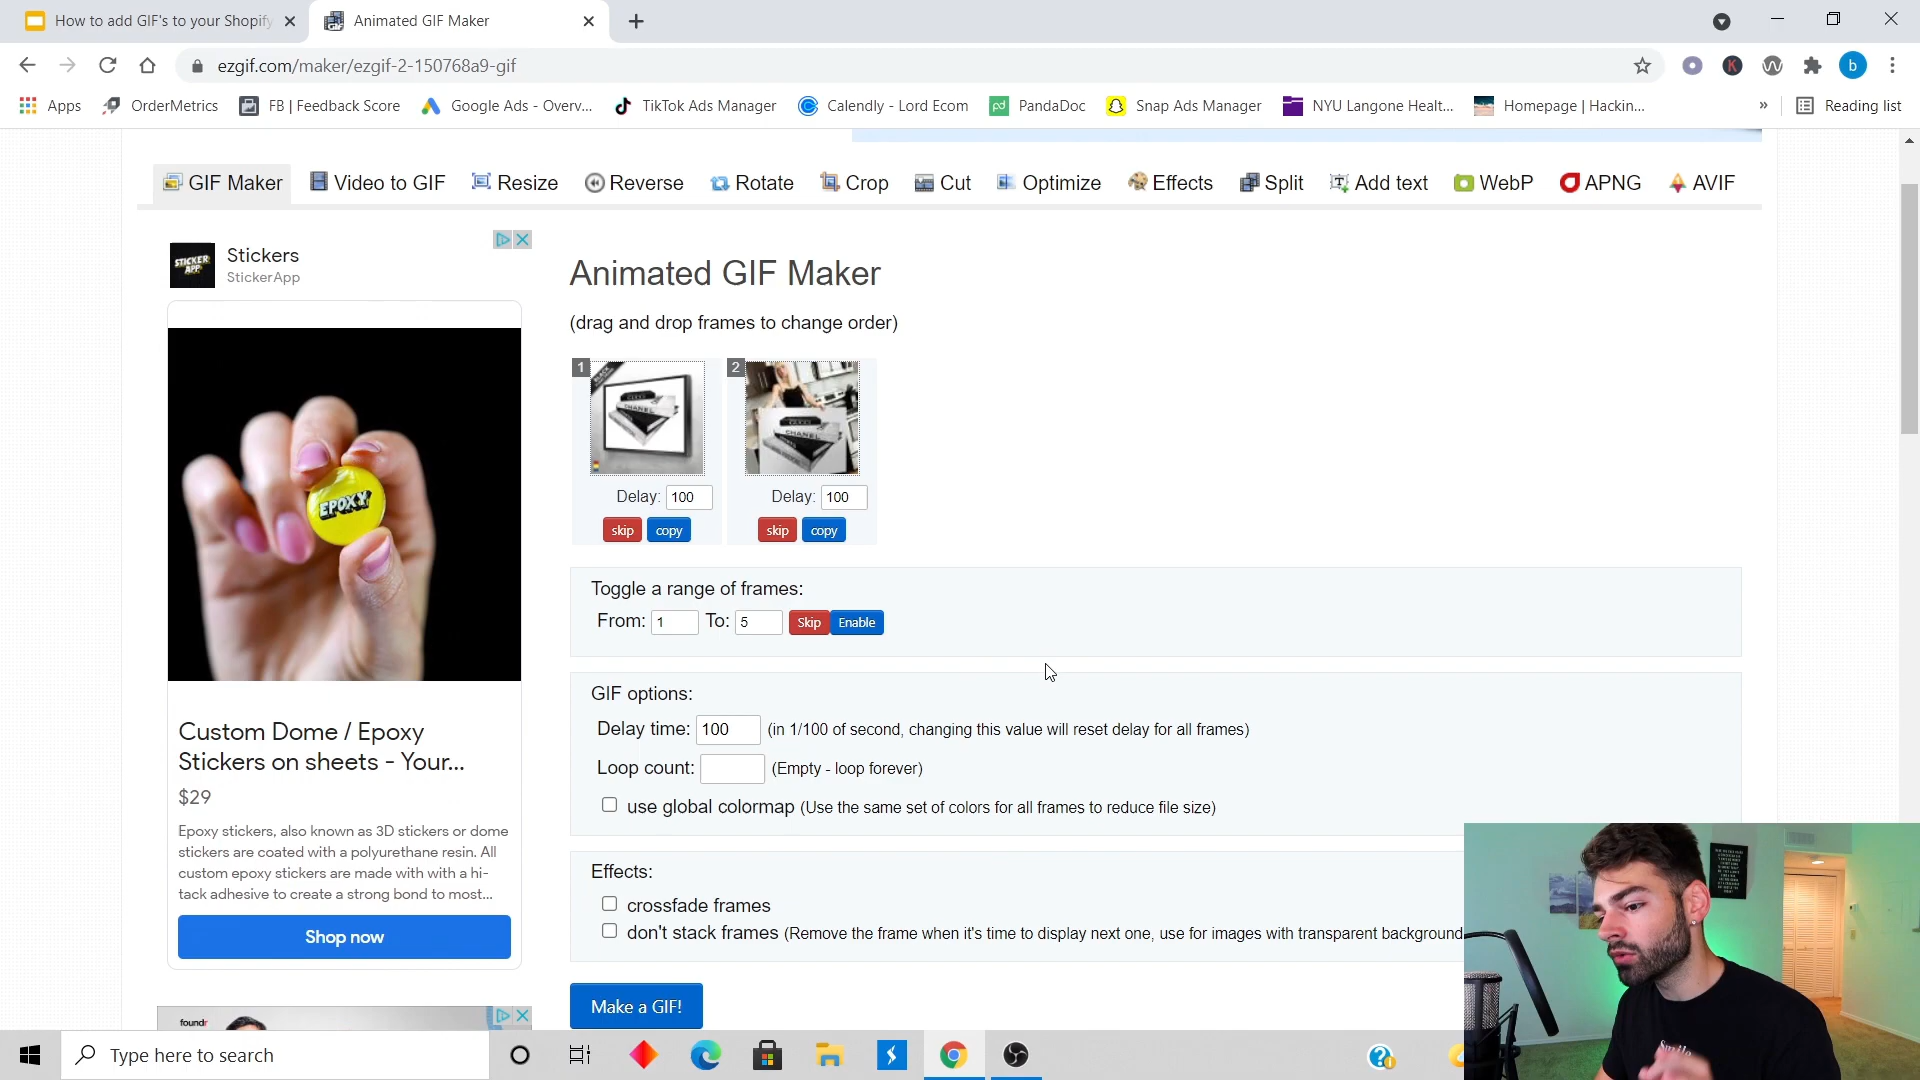 How to add GIF's to your Shopify
Animated GIF Maker
ezgif.com/maker/ezgif-2-150768a9-gif
K
b
Apps
OrderMetrics
FB | Feedback Score
Google Ads - Overv...
TikTok Ads Manager
Calendly - Lord Ecom
pd
PandaDoc
Snap Ads Manager
NYU Langone Healt...
Homepage | Hackin...
»
Reading list
GIF Maker
Video to GIF
Resize
Reverse
Rotate
Crop
Cut
Optimize
Effects
Split
Add text
WebP
APNG
AVIF
STICKER
APP
Stickers
StickerApp
EPOXY
Custom Dome / Epoxy
Stickers on sheets - Your...
$29
Epoxy stickers, also known as 3D stickers or dome
stickers are coated with a polyurethane resin. All
custom epoxy stickers are made with with a hi-
tack adhesive to create a strong bond to most...
Shop now
foundr
Animated GIF Maker
(drag and drop frames to change order)
1
CHANEL
Delay: 100
skip copy
2
CHANEL
Delay: 100
skip copy
Toggle a range of frames:
From: 1 To: 5 Skip Enable
GIF options:
Delay time: 100 (in 1/100 of second, changing this value will reset delay for all frames)
Loop count: (Empty - loop forever)
use global colormap (Use the same set of colors for all frames to reduce file size)
Effects:
crossfade frames
don't stack frames (Remove the frame when it's time to display next one, use for images with transparent background
Make a GIF!
Type here to search